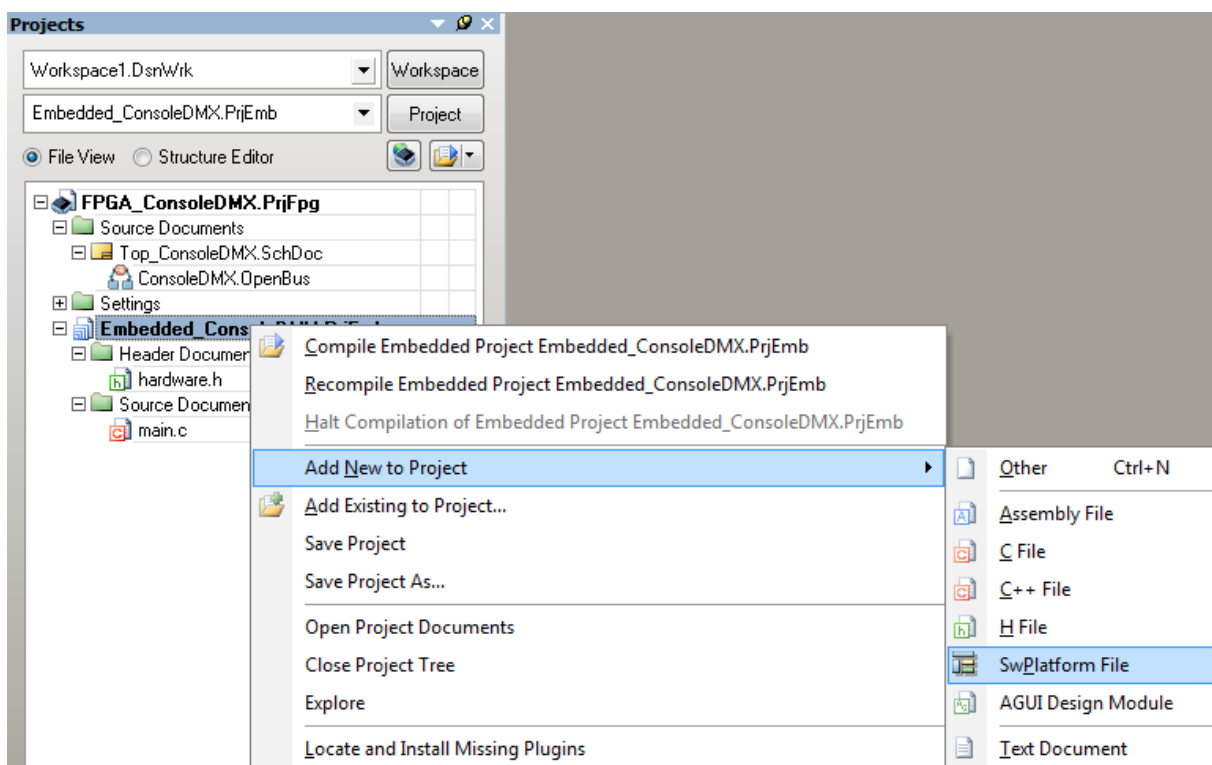 Projects
Workspace1.DsnWrk
Workspace
Embedded_ConsoleDMX.PrjEmb
Project
File View
Structure Editor
FPGA_ConsoleDMX.PrjFpg
Source Documents
Top_ConsoleDMX.SchDoc
ConsoleDMX.OpenBus
Settings
Embedded_Cons
Header Documen
hardware.h
Source Documen
main.c
Compile Embedded Project Embedded_ConsoleDMX.PrjEmb
Recompile Embedded Project Embedded_ConsoleDMX.PrjEmb
Halt Compilation of Embedded Project Embedded_ConsoleDMX.PrjEmb
Add New to Project
Add Existing to Project...
Save Project
Save Project As...
Open Project Documents
Close Project Tree
Explore
Locate and Install Missing Plugins
Other Ctrl+N
Assembly File
C File
C++ File
H File
SwPlatform File
AGUI Design Module
Text Document